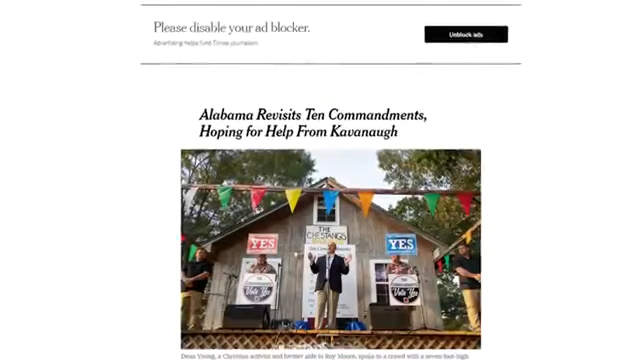 Please disable your ad blocker.
Advertising helps fund Times journalism.
Unblock ads
Alabama Revisits Ten Commandments,
Hoping for Help From Kavanaugh
THE
CHESTANGS
YES
YES
Vote Yes
Vote Yes
Dean Young, a Christian activist and former aide to Roy Moore, spoke to a crowd with a seven-foot-high